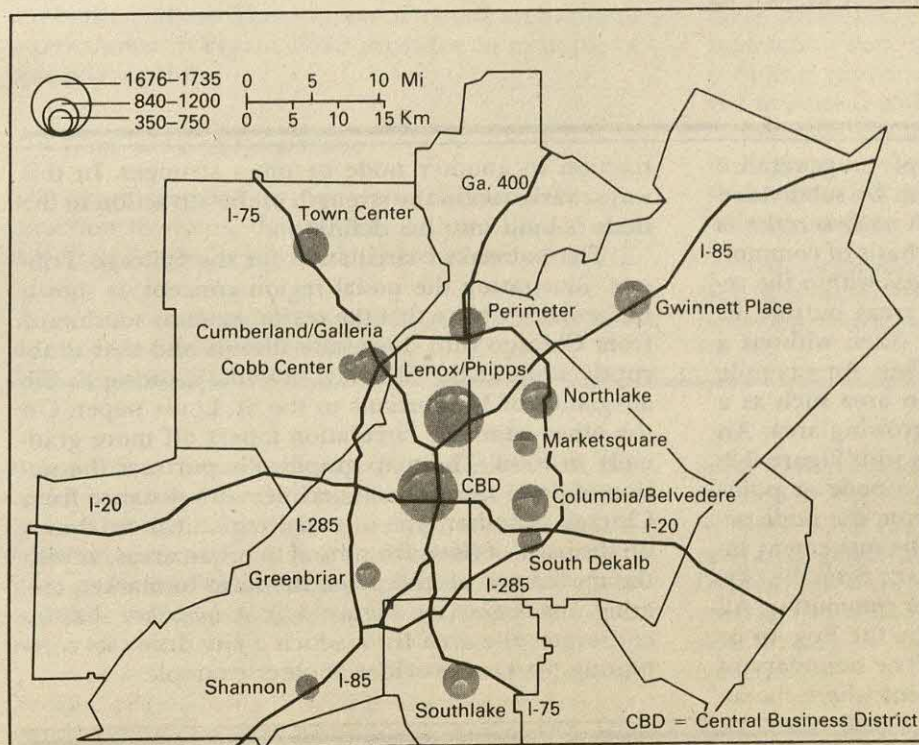 1676–1735
840–1200
350–750
0 5 10 Mi
0 5 10 15 Km
Ga. 400
I-75
Town Center
I-85
Gwinnett Place
Perimeter
Cumberland/Galleria
Cobb Center
Lenox/Phipps
Northlake
Marketsquare
CBD
Columbia/Belvedere
I-20
I-285
I-20
South Dekalb
Greenbriar
I-285
Shannon
I-85
Southlake
I-75
CBD = Central Business District